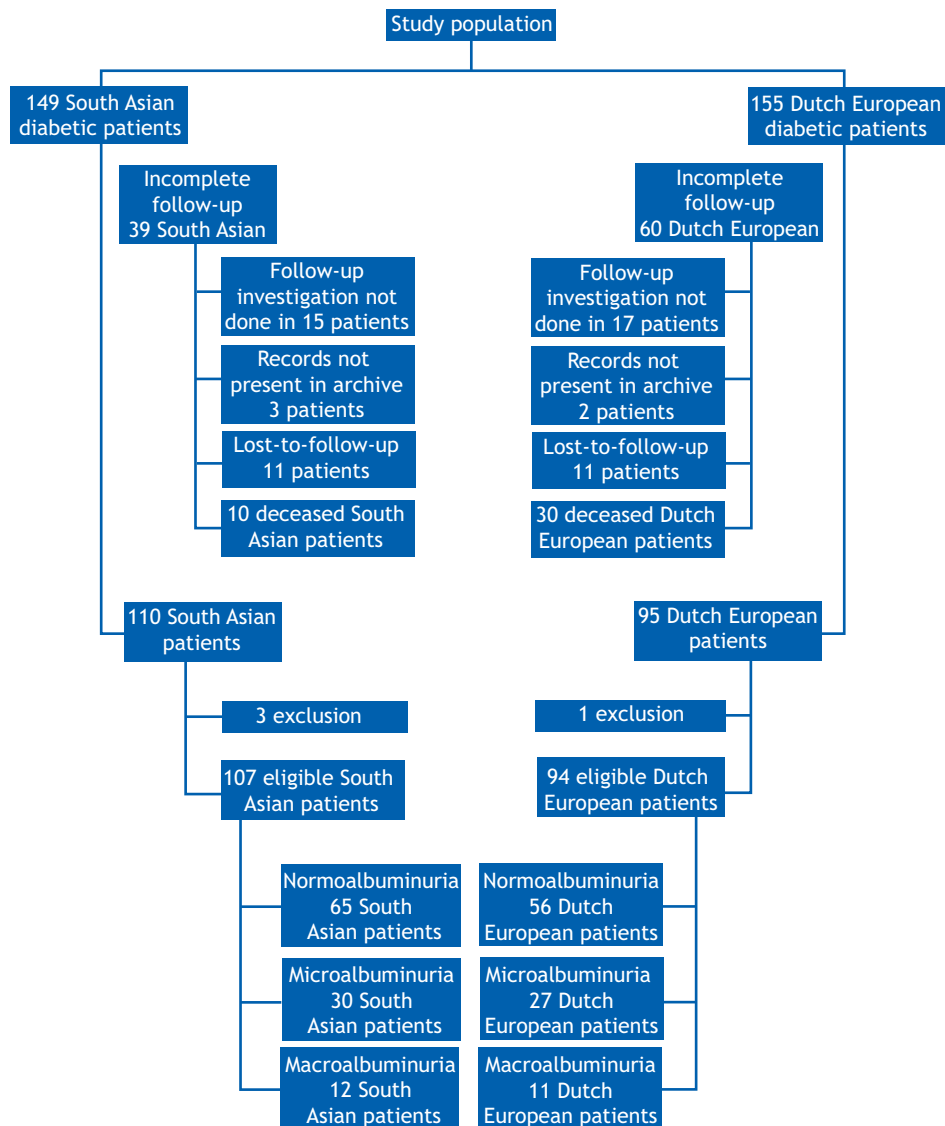 Study population
149 South Asian
diabetic patients
155 Dutch European
diabetic patients
Incomplete
follow-up
39 South Asian
Incomplete
follow-up
60 Dutch European
Follow-up
investigation not
done in 15 patients
Follow-up
investigation not
done in 17 patients
Records not
present in archive
3 patients
Records not
present in archive
2 patients
Lost-to-follow-up
11 patients
Lost-to-follow-up
11 patients
10 deceased South
Asian patients
30 deceased Dutch
European patients
110 South Asian
patients
95 Dutch European
patients
3 exclusion
1 exclusion
107 eligible South
Asian patients
94 eligible Dutch
European patients
Normoalbuminuria
65 South
Asian patients
Normoalbuminuria
56 Dutch
European patients
Microalbuminuria
30 South
Asian patients
Microalbuminuria
27 Dutch
European patients
Macroalbuminuria
12 South
Asian patients
Macroalbuminuria
11 Dutch
European patients